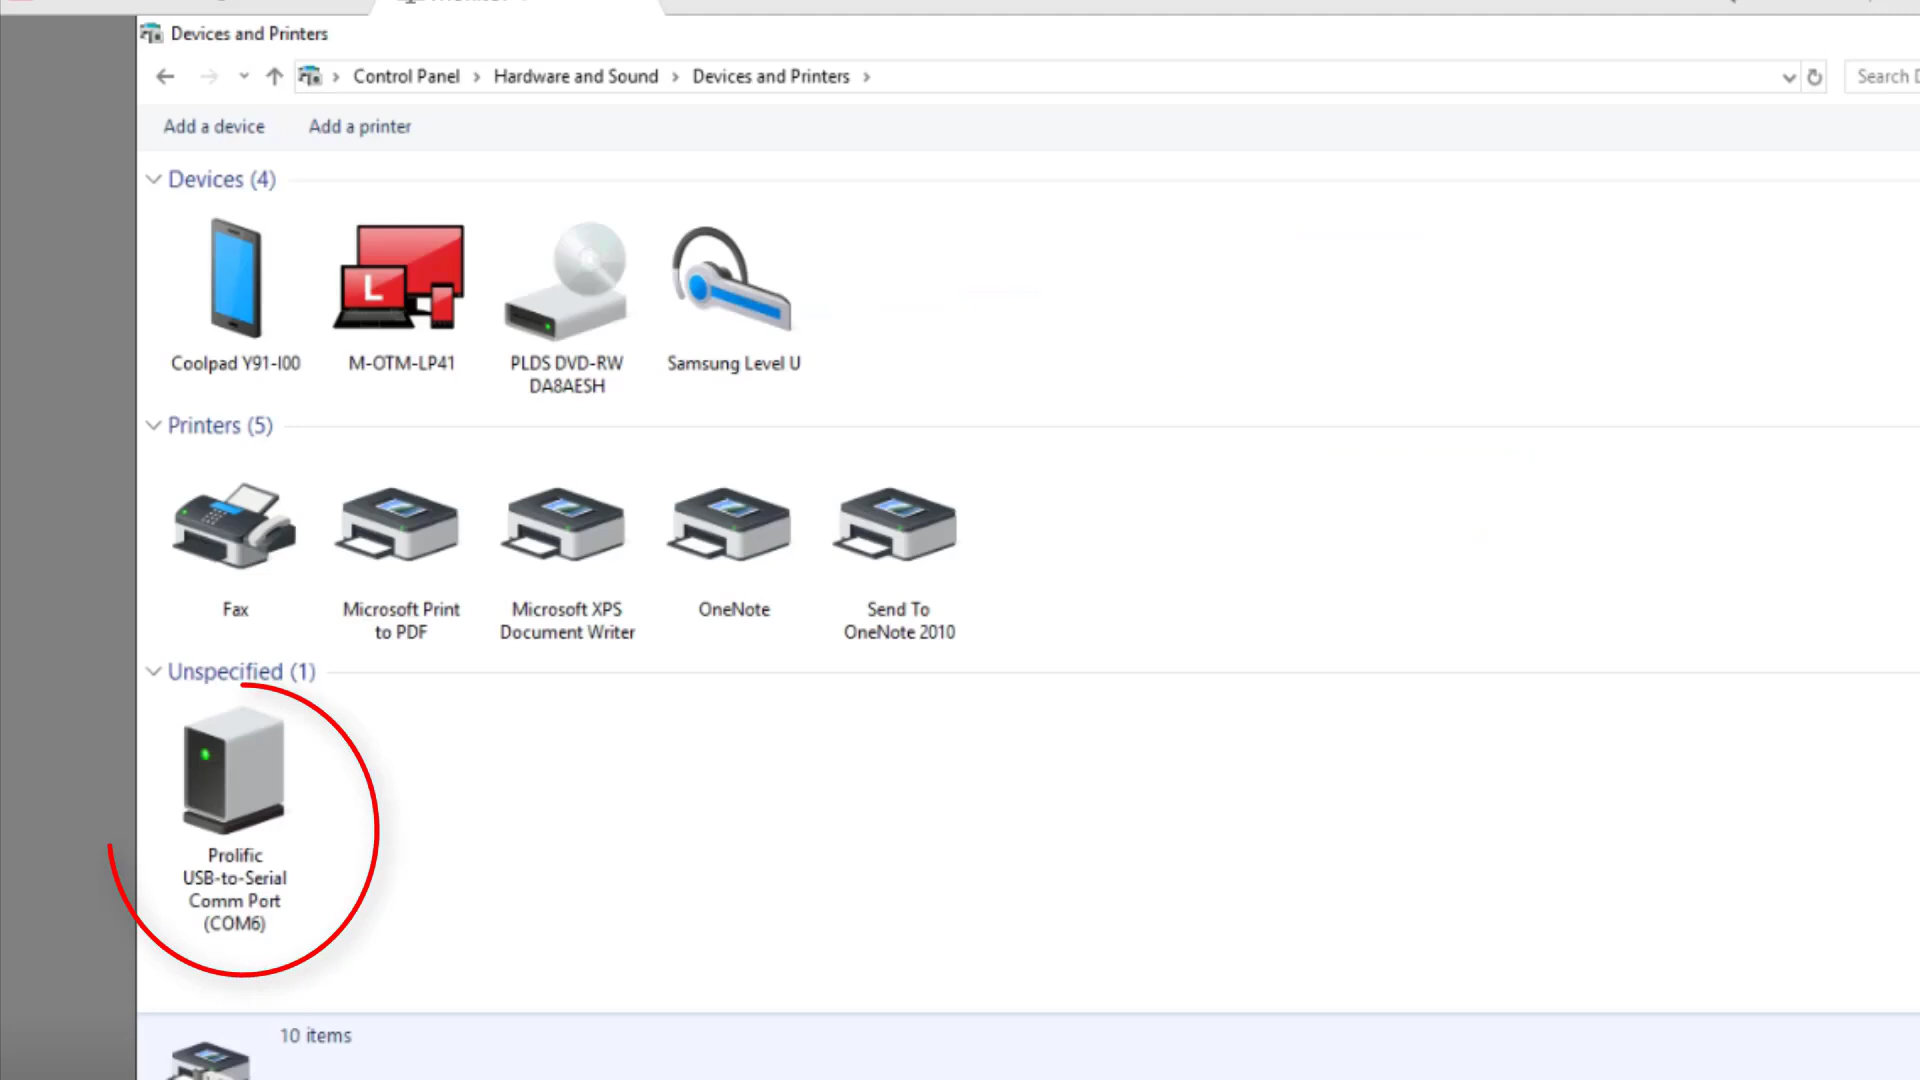 Devices and Printers
Control Panel > Hardware and Sound > Devices and Printers >
Search
Add a device Add a printer
Devices (4)
L
Coolpad Y91-I00
M-OTM-LP41
PLDS DVD-RW
DA8AESH
Samsung Level U
Printers (5)
Fax
Microsoft Print
to PDF
Microsoft XPS
Document Writer
OneNote
Send To
OneNote 2010
Unspecified (1)
Prolific
USB-to-Serial
Comm Port
(COM6)
10 items